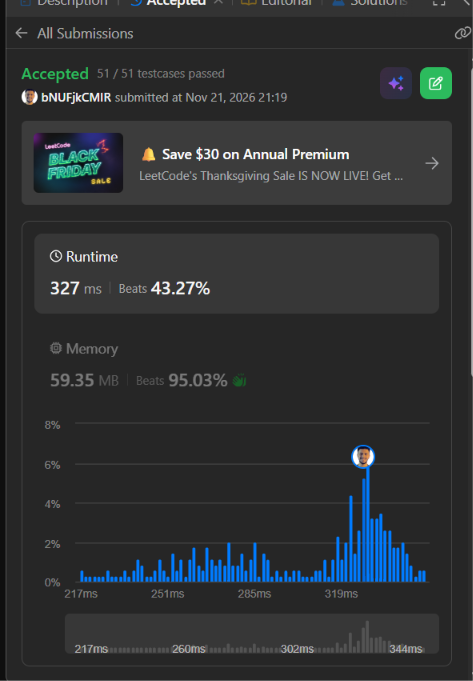 Description Accepted Editorial Solutions
All Submissions
Accepted 51 / 51 testcases passed
bNUFjkCMIR submitted at Nov 21, 2026 21:19
LeetCode
BLACK
FRIDAY
SALE
Save $30 on Annual Premium
LeetCode's Thanksgiving Sale IS NOW LIVE! Get ...
Runtime
327 ms Beats 43.27%
Memory
59.35 MB Beats 95.03%
8%
6%
4%
2%
0%
217ms 251ms 285ms 319ms
217ms 260ms 302ms 344ms